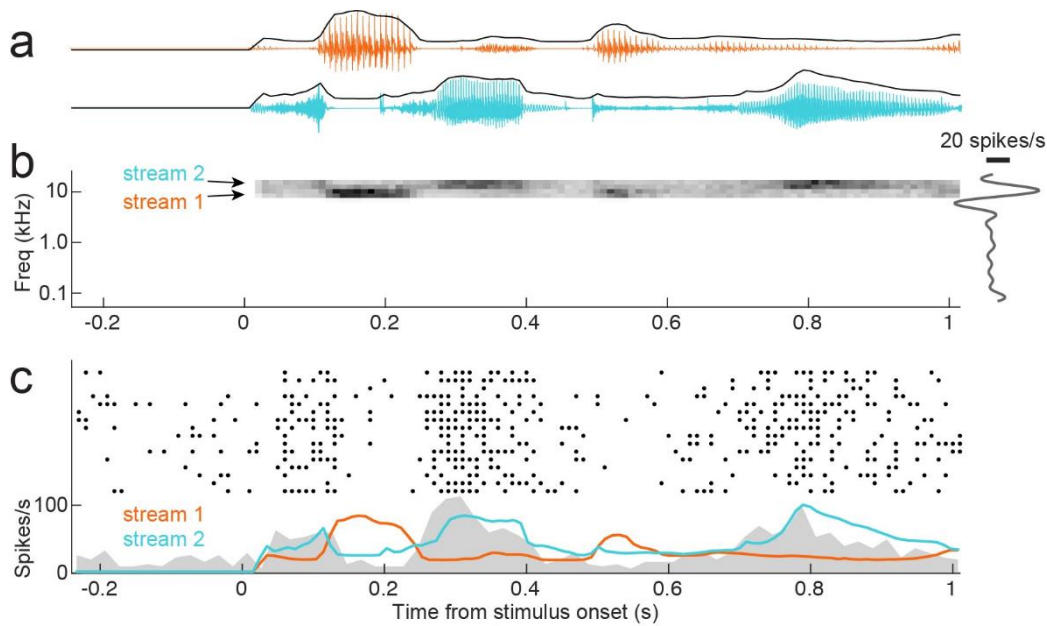 a
20 spikes/s
b
stream 2
stream 1
Freq (kHz)
10
1.0
0.1
-0.2 0 0.2 0.4 0.6 0.8 1
c
Spikes/s
100
0
stream 1
stream 2
-0.2 0 0.2 0.4 0.6 0.8 1
Time from stimulus onset (s)